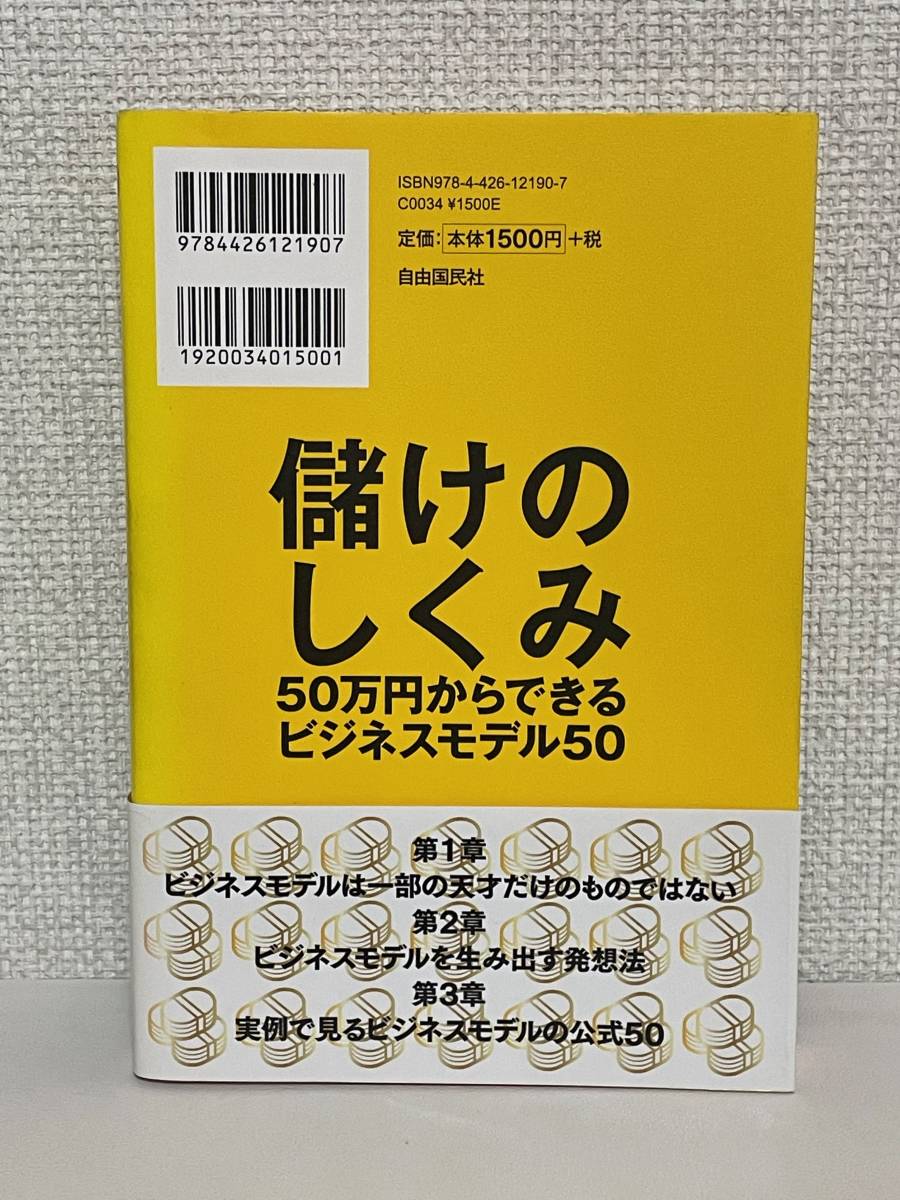 9784426121907
1920034015001
ISBN978-4-426-12190-7
C0034 ¥1500E
定価：本体1500円＋税
自由国民社
儲けの
しくみ
50万円からできる
ビジネスモデル50
第1章
ビジネスモデルは一部の天才だけのものではない
第2章
ビジネスモデルを生み出す発想法
第3章
実例で見るビジネスモデルの公式50